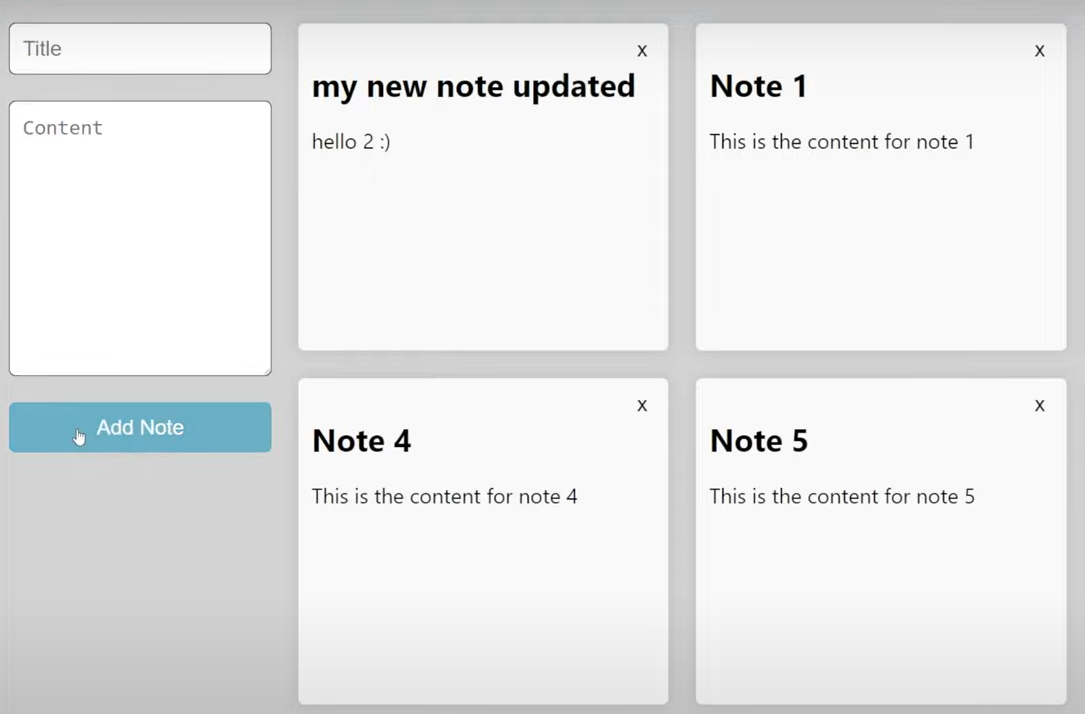 Title
Content
Add Note
x
my new note updated
hello 2 :)
x
Note 1
This is the content for note 1
x
Note 4
This is the content for note 4
x
Note 5
This is the content for note 5